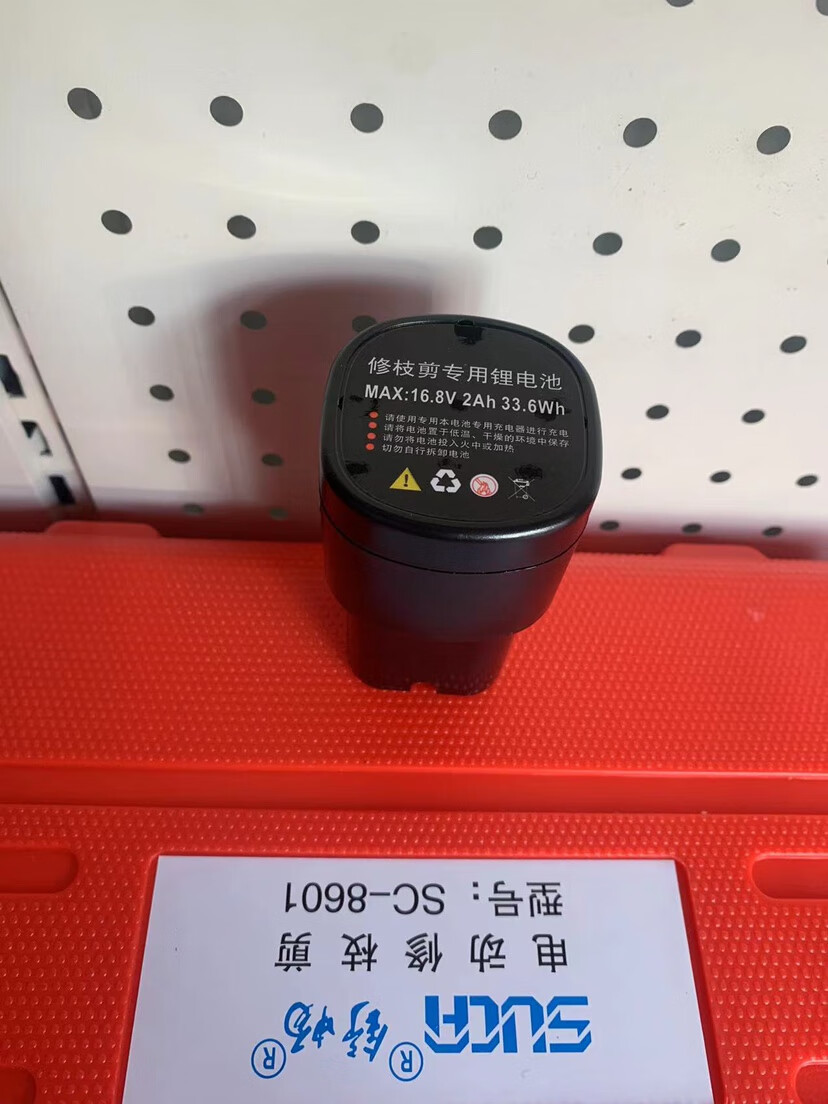 修枝剪专用锂电池
MAX:16.8V 2Ah 33.6Wh
请使用专用本电池专用充电器进行充电
请将电池置于低温、干燥的环境中保存
请勿将电池投入火中或加热
切勿自行拆卸电池
SUCA® 舒畅®
电动修枝剪
型号：SC-8601